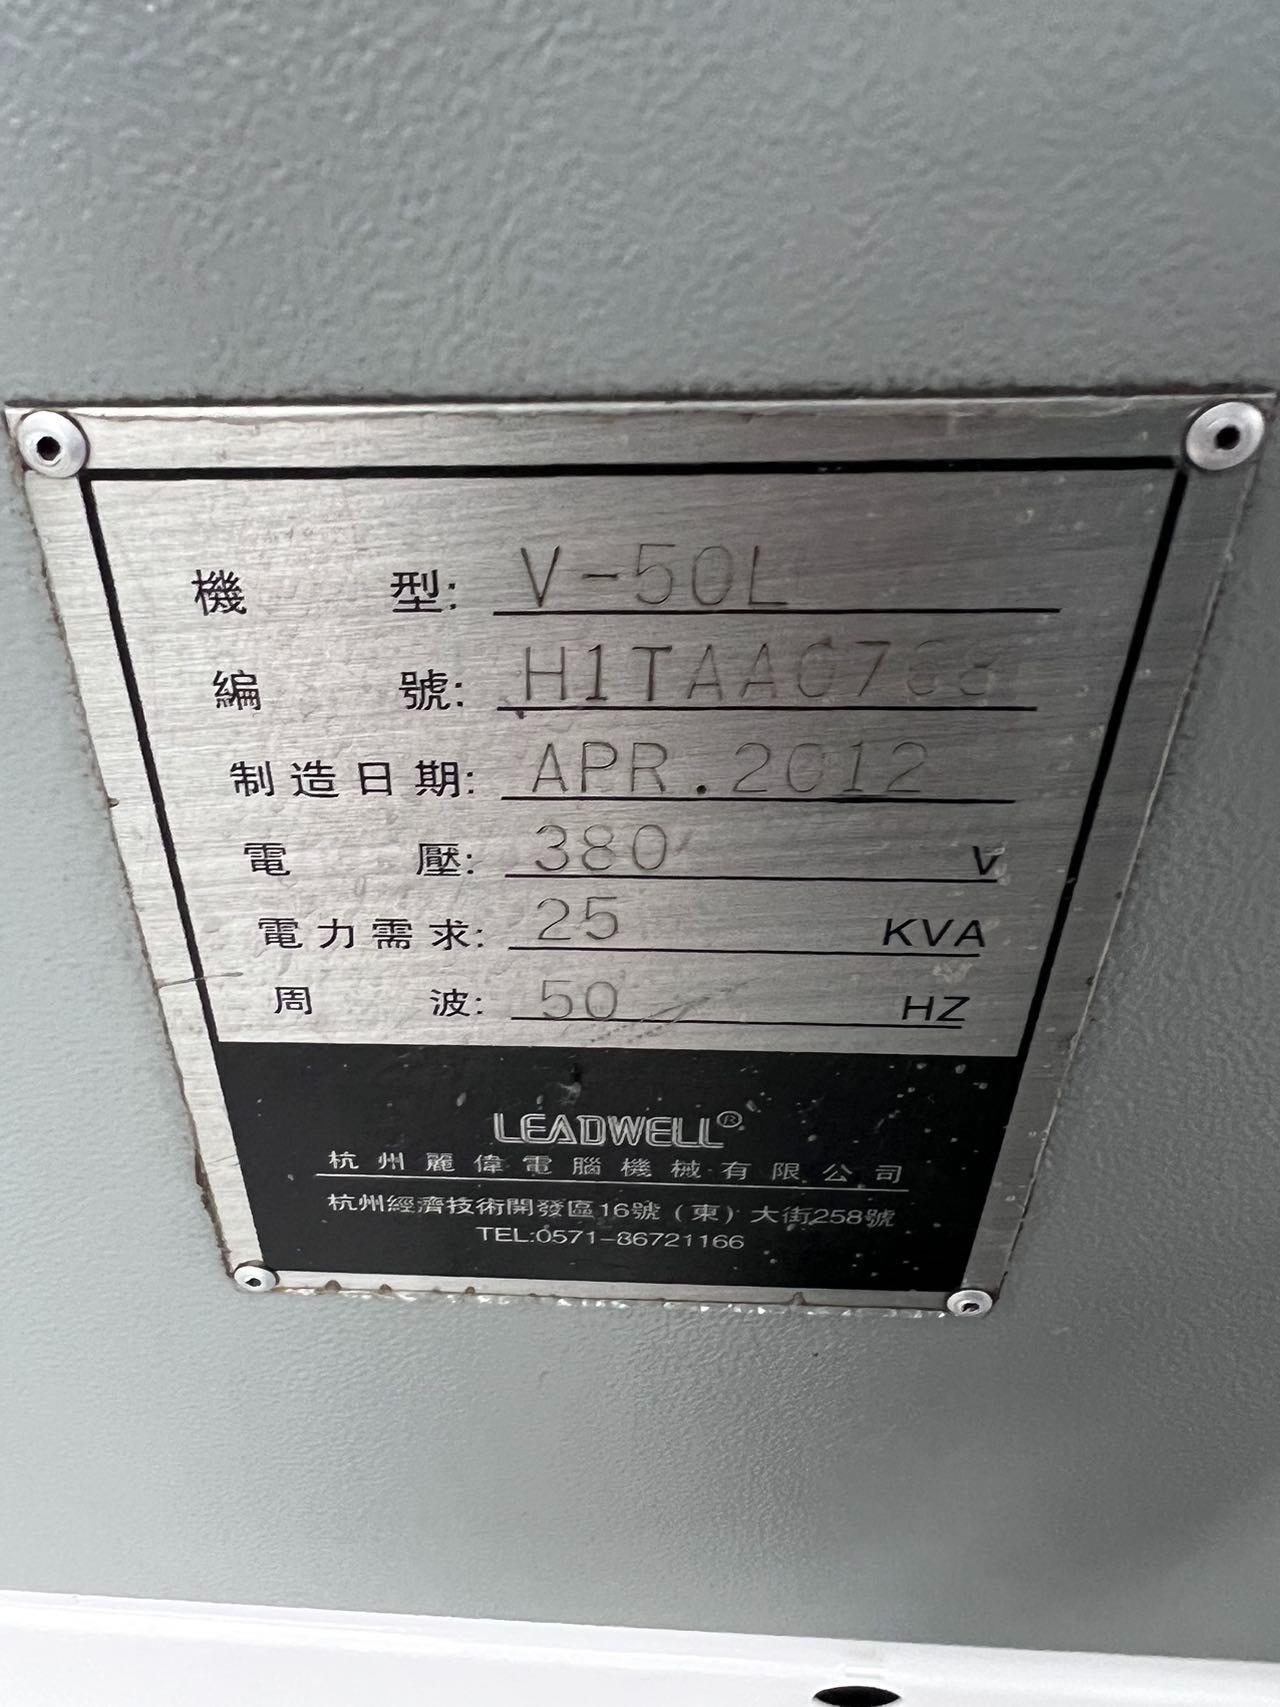 機型: V-50L
編號:
制造日期: APR.2012
電壓: 380 V
電力需求: 25 KVA
周波: 50 HZ
LEADWELL®
杭州麗偉電腦機械有限公司
杭州經濟技術開發區16號（東）大街258號
TEL:0571-86721166